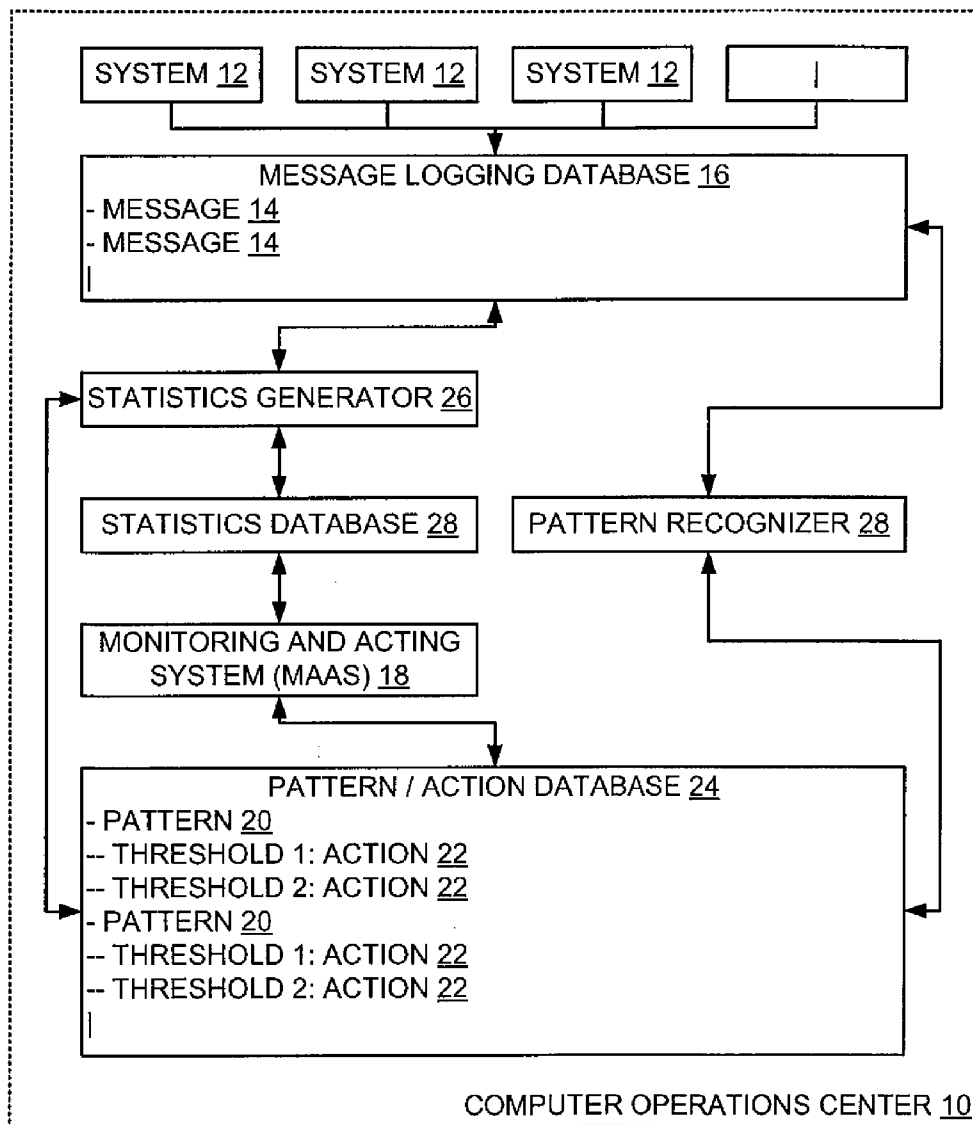 SYSTEM 12
SYSTEM 12
SYSTEM 12
|
MESSAGE LOGGING DATABASE 16
- MESSAGE 14
- MESSAGE 14
|
STATISTICS GENERATOR 26
STATISTICS DATABASE 28
PATTERN RECOGNIZER 28
MONITORING AND ACTING
SYSTEM (MAAS) 18
PATTERN / ACTION DATABASE 24
- PATTERN 20
-- THRESHOLD 1: ACTION 22
-- THRESHOLD 2: ACTION 22
- PATTERN 20
-- THRESHOLD 1: ACTION 22
-- THRESHOLD 2: ACTION 22
|
COMPUTER OPERATIONS CENTER 10